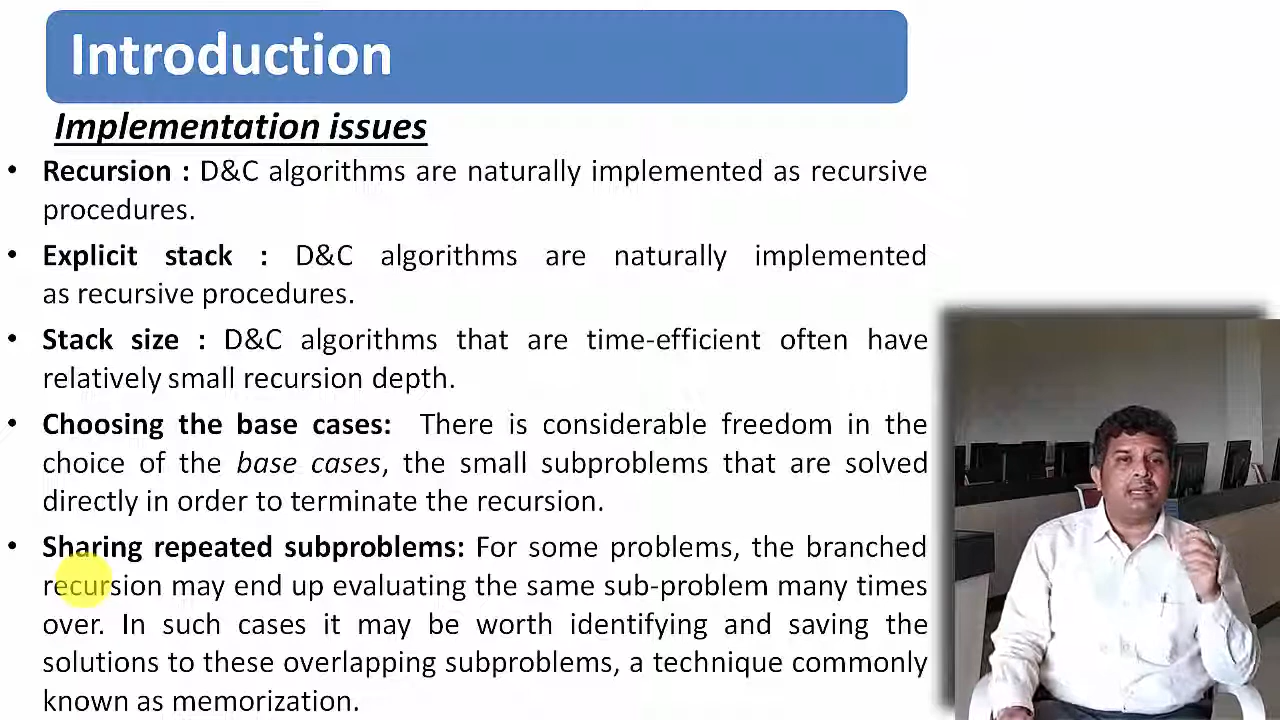 Introduction
Implementation issues
• Recursion : D&C algorithms are naturally implemented as recursive
procedures.
• Explicit stack : D&C algorithms are naturally implemented
as recursive procedures.
• Stack size : D&C algorithms that are time-efficient often have
relatively small recursion depth.
• Choosing the base cases: There is considerable freedom in the
choice of the base cases, the small subproblems that are solved
directly in order to terminate the recursion.
• Sharing repeated subproblems: For some problems, the branched
recursion may end up evaluating the same sub-problem many times
over. In such cases it may be worth identifying and saving the
solutions to these overlapping subproblems, a technique commonly
known as memorization.